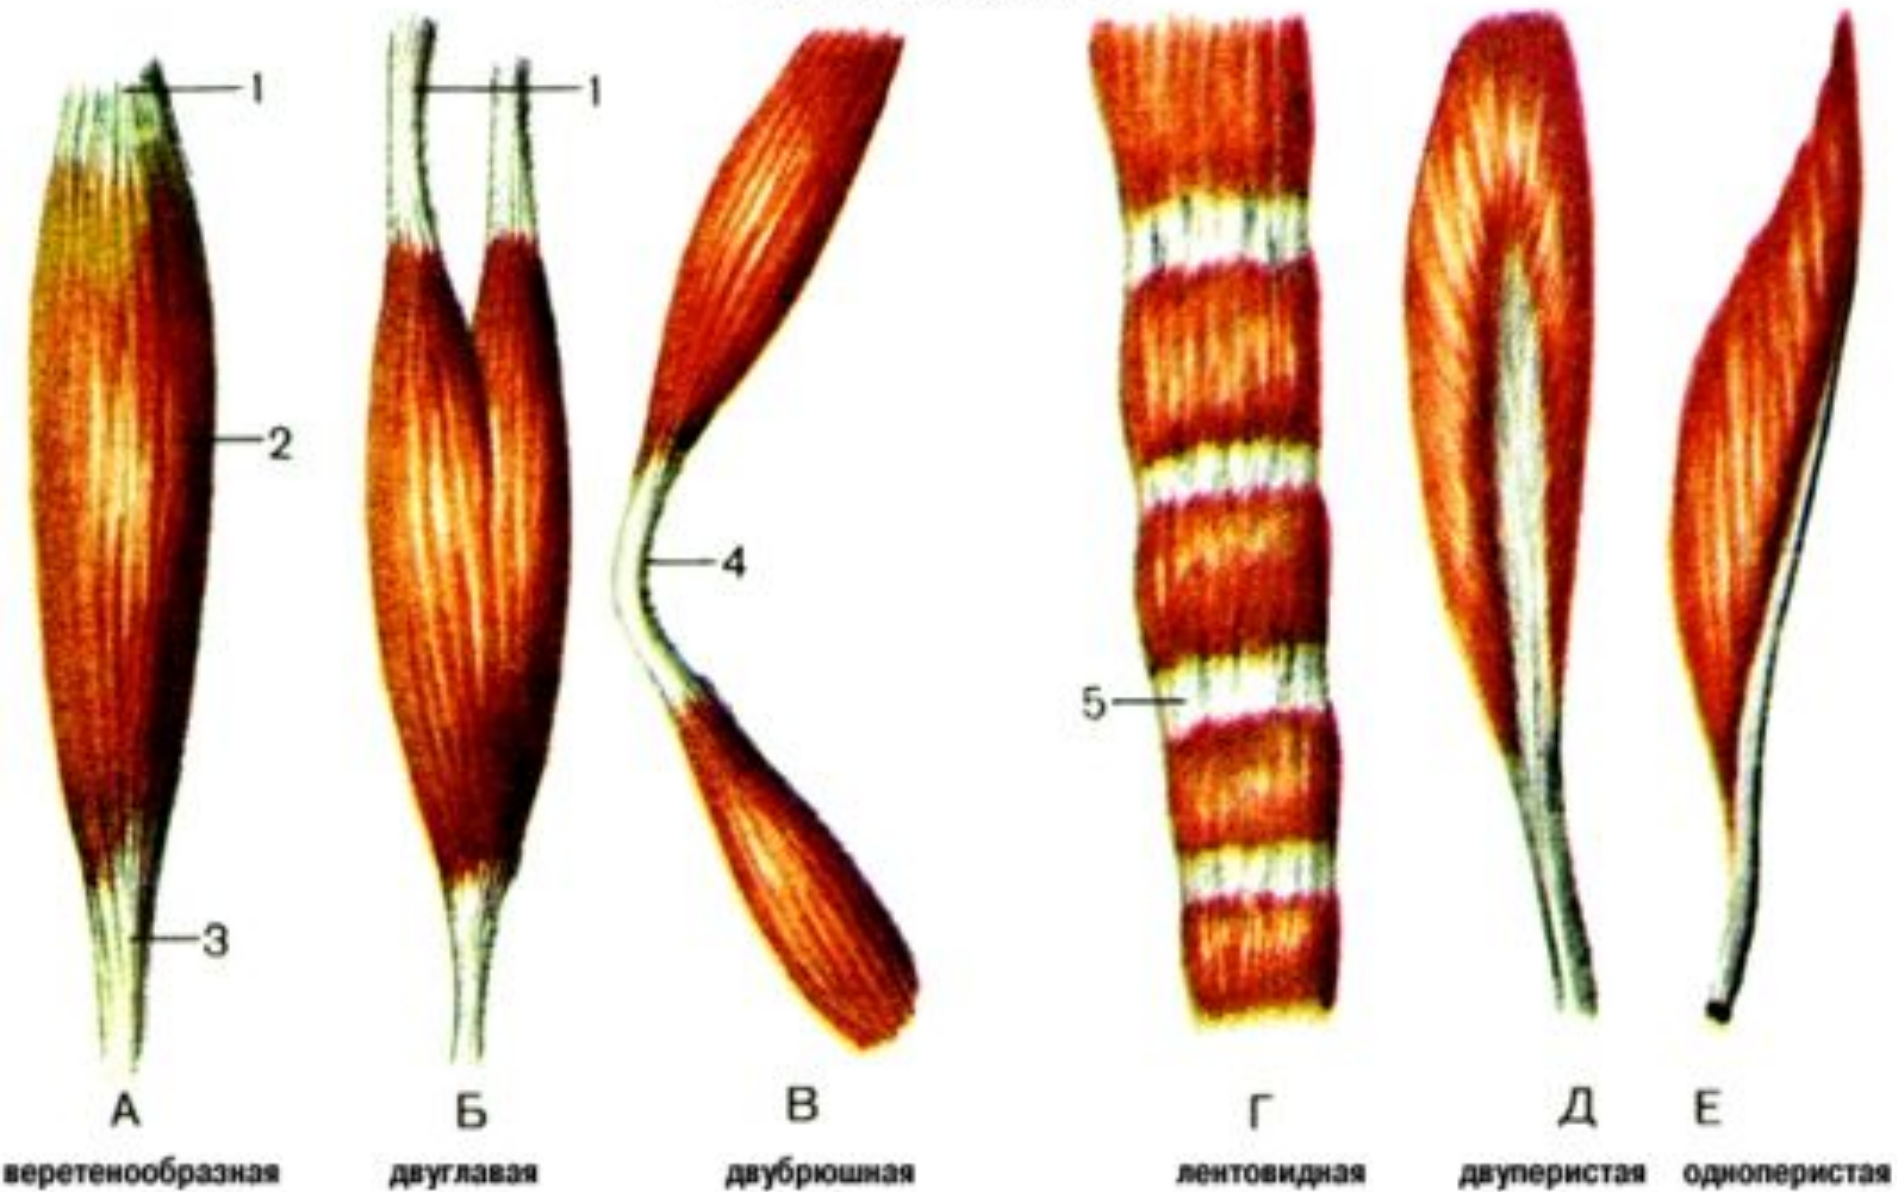 1
1
2
4
5
3
А
Б
В
Г
Д
Е
веретенообразная
двуглавая
двубрюшная
лентовидная
двуперистая
одноперистая